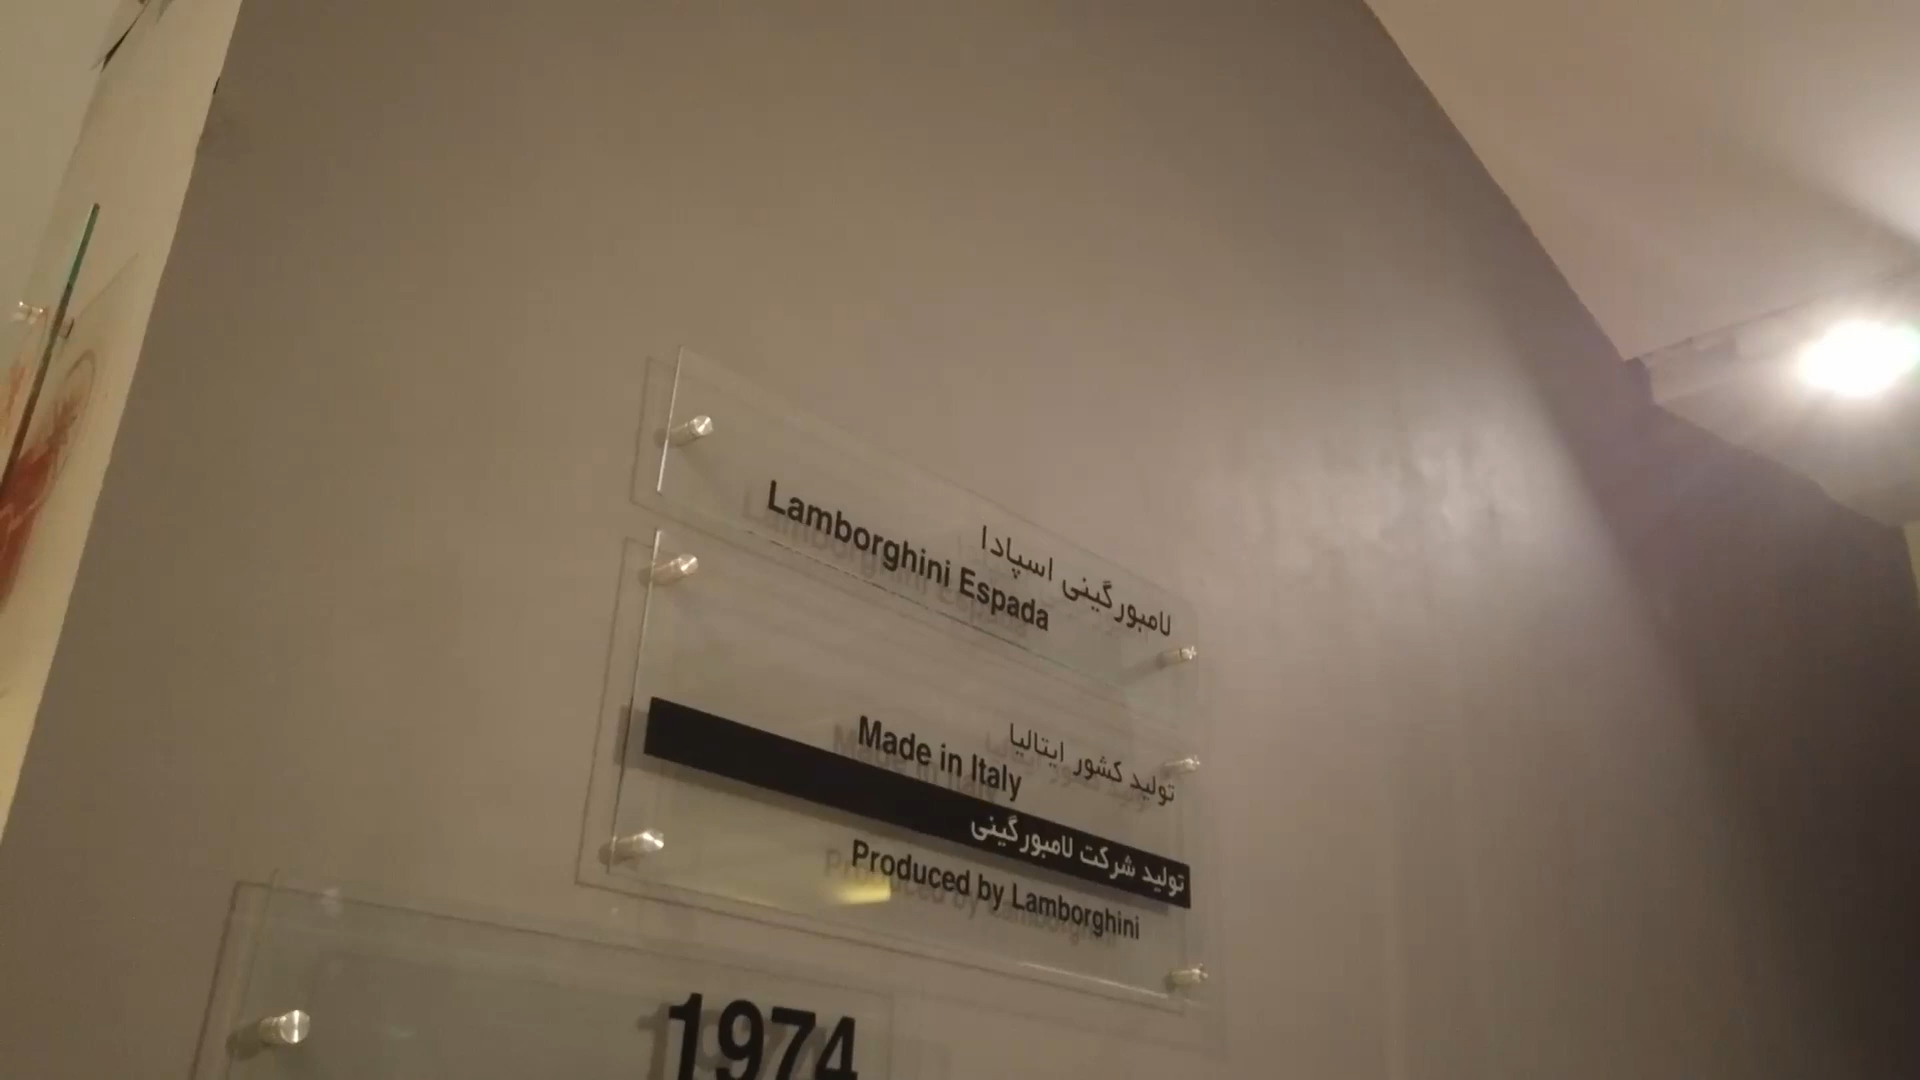 لامبورگینی اسپادا
Lamborghini Espada
تولید کشور ایتالیا
Made in Italy
تولید شرکت لامبورگینی
Produced by Lamborghini
1974